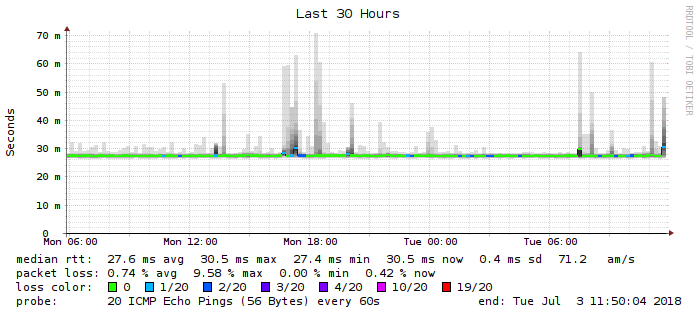 Last 30 Hours
RRDTOOL / TOBI OETIKER
Seconds
70 m
60 m
50 m
40 m
30 m
20 m
10 m
0
Mon 06:00 Mon 12:00 Mon 18:00 Tue 00:00 Tue 06:00
median rtt: 27.6 ms avg 30.5 ms max 27.4 ms min 30.5 ms now 0.4 ms sd 71.2 am/s
packet loss: 0.74 % avg 9.58 % max 0.00 % min 0.42 % now
loss color: 0 1/20 2/20 3/20 4/20 10/20 19/20
probe: 20 ICMP Echo Pings (56 Bytes) every 60s end: Tue Jul 3 11:50:04 2018